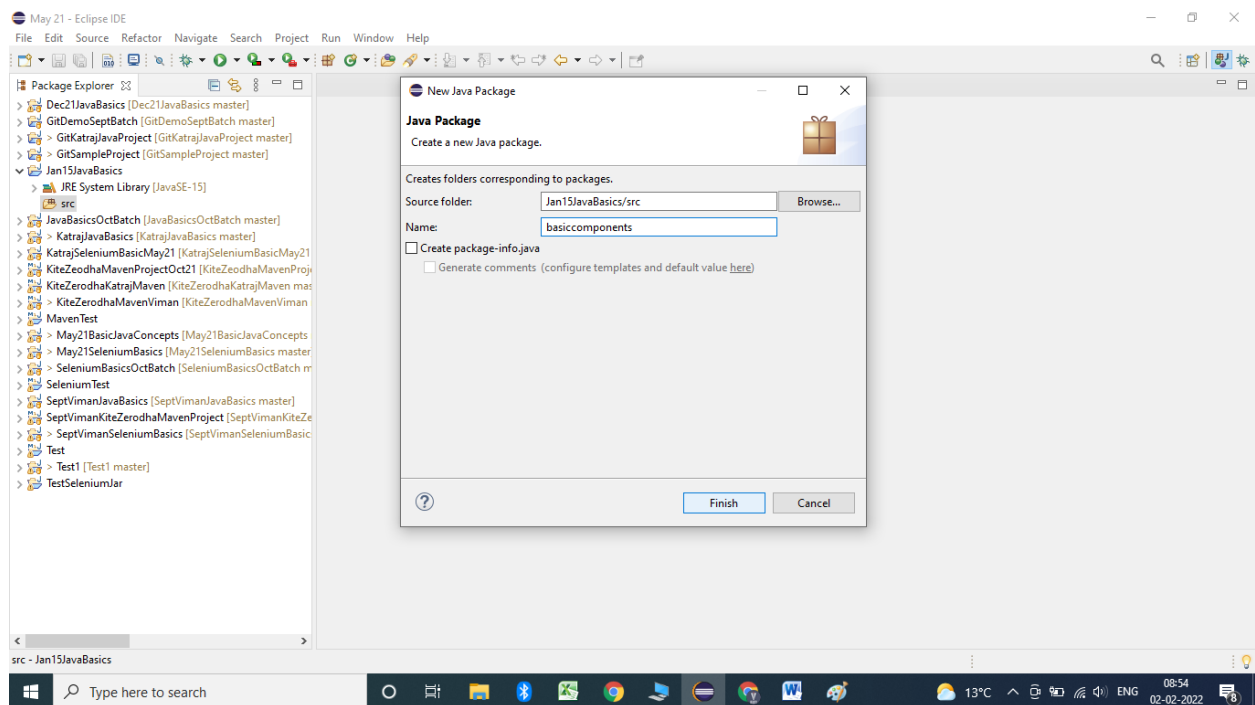 May 21 - Eclipse IDE
File Edit Source Refactor Navigate Search Project Run Window Help
Package Explorer
Dec21JavaBasics [Dec21JavaBasics master]
GitDemoSeptBatch [GitDemoSeptBatch master]
> GitKatrajJavaProject [GitKatrajJavaProject master]
> GitSampleProject [GitSampleProject master]
Jan15JavaBasics
JRE System Library [JavaSE-15]
src
JavaBasicsOctBatch [JavaBasicsOctBatch master]
> KatrajJavaBasics [KatrajJavaBasics master]
KatrajSeleniumBasicMay21 [KatrajSeleniumBasicMay21
KiteZeodhaMavenProjectOct21 [KiteZeodhaMavenProj
KiteZerodhaKatrajMaven [KiteZerodhaKatrajMaven mas
> KiteZerodhaMavenViman [KiteZerodhaMavenViman
MavenTest
> May21BasicJavaConcepts [May21BasicJavaConcepts
> May21SeleniumBasics [May21SeleniumBasics master
> SeleniumBasicsOctBatch [SeleniumBasicsOctBatch m
SeleniumTest
SeptVimanJavaBasics [SeptVimanJavaBasics master]
SeptVimanKiteZerodhaMavenProject [SeptVimanKiteZe
> SeptVimanSeleniumBasics [SeptVimanSeleniumBasic
Test
> Test1 [Test1 master]
TestSeleniumJar
New Java Package
Java Package
Create a new Java package.
Creates folders corresponding to packages.
Source folder: Jan15JavaBasics/src Browse...
Name: basiccomponents
Create package-info.java
Generate comments (configure templates and default value here)
Finish Cancel
src - Jan15JavaBasics
Type here to search
13°C ENG 08:54
02-02-2022 8